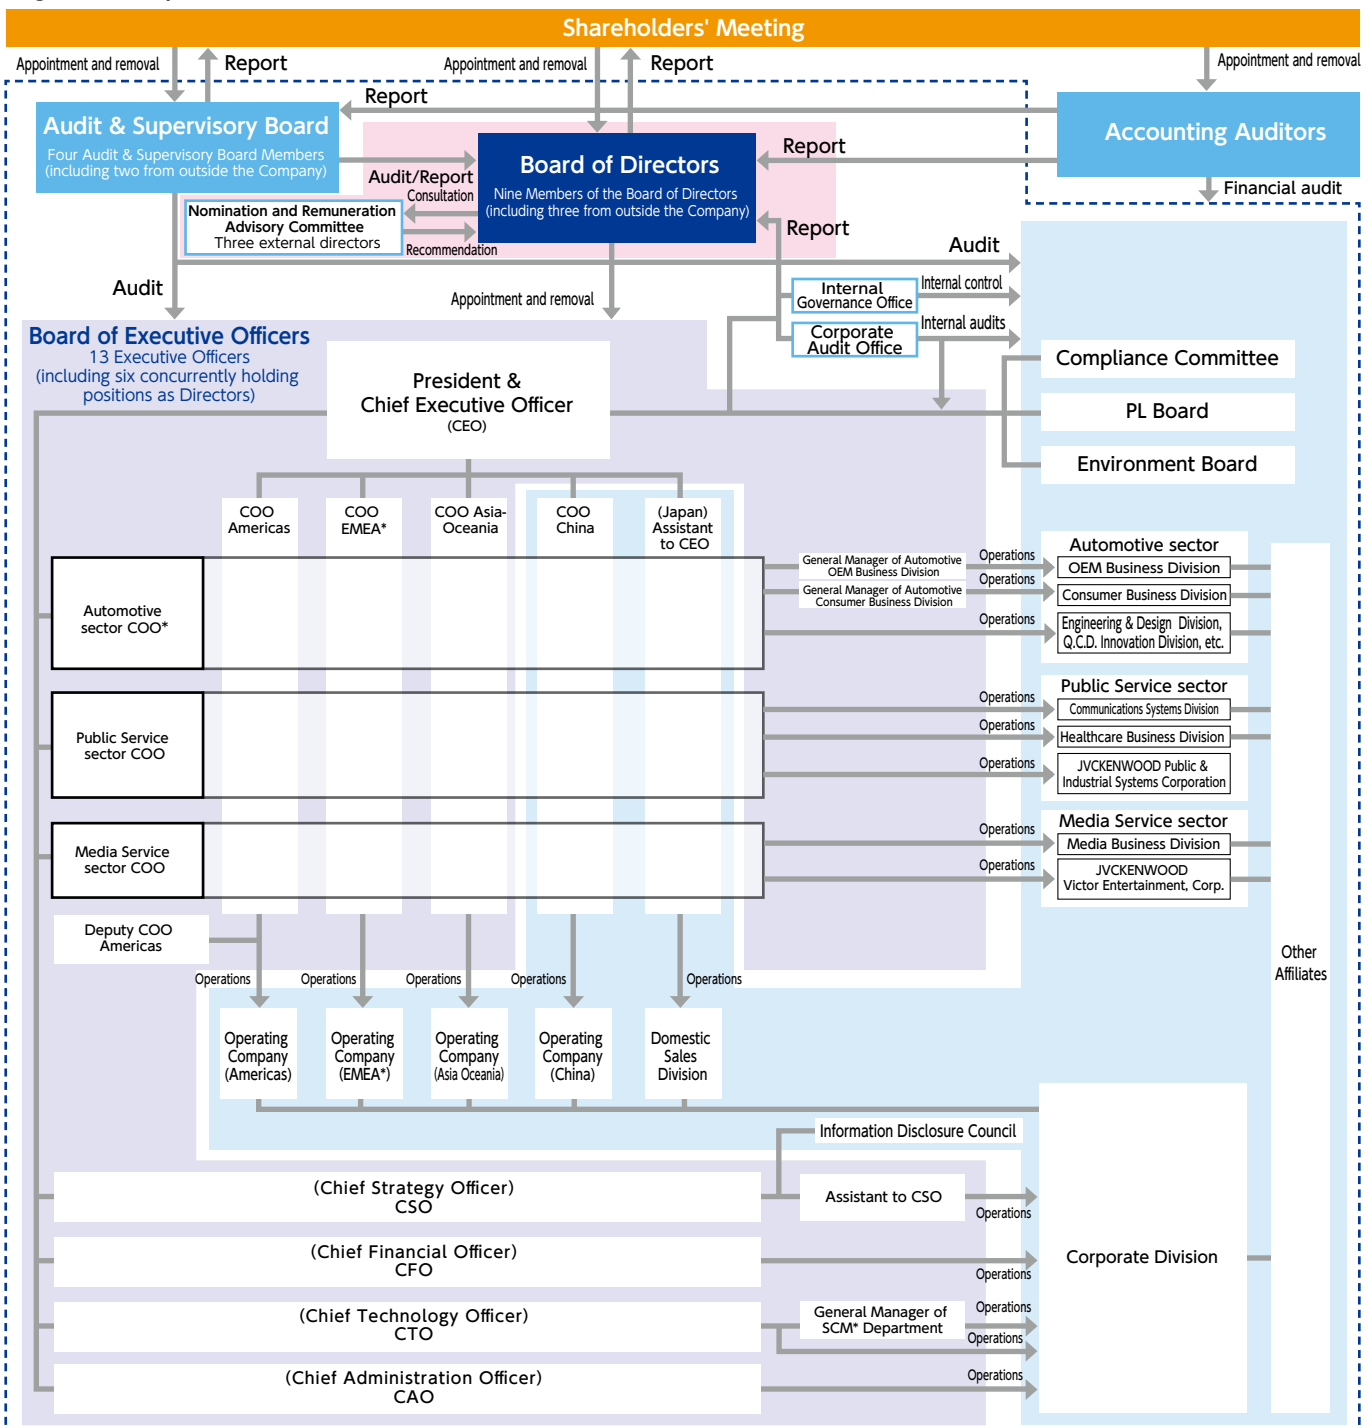 Shareholders' Meeting
Appointment and removal
Report
Appointment and removal
Report
Appointment and removal
Report
Audit & Supervisory Board
Four Audit & Supervisory Board Members
(including two from outside the Company)
Board of Directors
Nine Members of the Board of Directors
(including three from outside the Company)
Report
Accounting Auditors
Financial audit
Audit/Report
Consultation
Nomination and Remuneration
Advisory Committee
Three external directors
Recommendation
Report
Audit
Audit
Appointment and removal
Internal
Governance Office
Internal control
Corporate
Audit Office
Internal audits
Board of Executive Officers
13 Executive Officers
(including six concurrently holding
positions as Directors)
President &
Chief Executive Officer
(CEO)
Compliance Committee
PL Board
Environment Board
COO
Americas
COO
EMEA*
COO Asia-
Oceania
COO
China
(Japan)
Assistant
to CEO
Automotive
sector COO*
General Manager of Automotive
OEM Business Division
General Manager of Automotive
Consumer Business Division
Operations
Operations
Operations
Automotive sector
OEM Business Division
Consumer Business Division
Engineering & Design Division,
Q.C.D. Innovation Division, etc.
Public Service
sector COO
Operations
Operations
Operations
Public Service sector
Communications Systems Division
Healthcare Business Division
JVCKENWOOD Public &
Industrial Systems Corporation
Media Service
sector COO
Operations
Operations
Media Service sector
Media Business Division
JVCKENWOOD
Victor Entertainment, Corp.
Deputy COO
Americas
Operations
Operations
Operations
Operations
Operations
Other
Affiliates
Operating
Company
(Americas)
Operating
Company
(EMEA*)
Operating
Company
(Asia Oceania)
Operating
Company
(China)
Domestic
Sales
Division
Information Disclosure Council
(Chief Strategy Officer)
CSO
Assistant to CSO
Operations
(Chief Financial Officer)
CFO
Operations
Corporate Division
(Chief Technology Officer)
CTO
General Manager of
SCM* Department
Operations
Operations
(Chief Administration Officer)
CAO
Operations